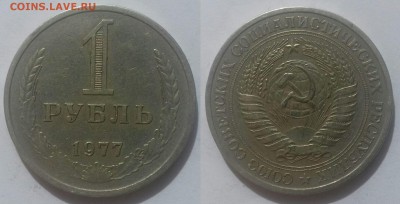 COINS.LAVE.RU
1
РУБЛЬ
1977
СОЮЗ СОВЕТСКИХ СОЦИАЛИСТИЧЕСКИХ РЕСПУБЛИК